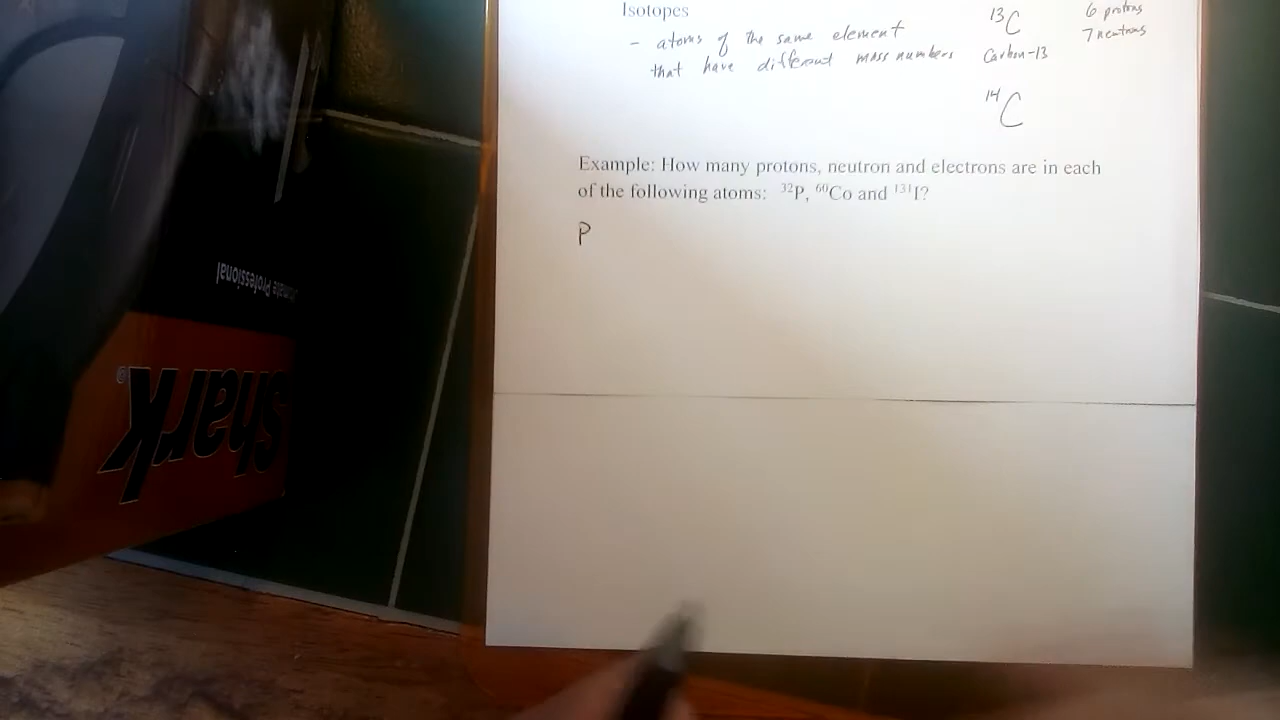 Isotopes
- atoms of the same element
that have different mass numbers
¹³C
Carbon-13
6 protons
7 neutrons
¹⁴C
Example: How many protons, neutron and electrons are in each
of the following atoms: ³²P, ⁶⁰Co and ¹³¹I?
P
Professional
Shark®